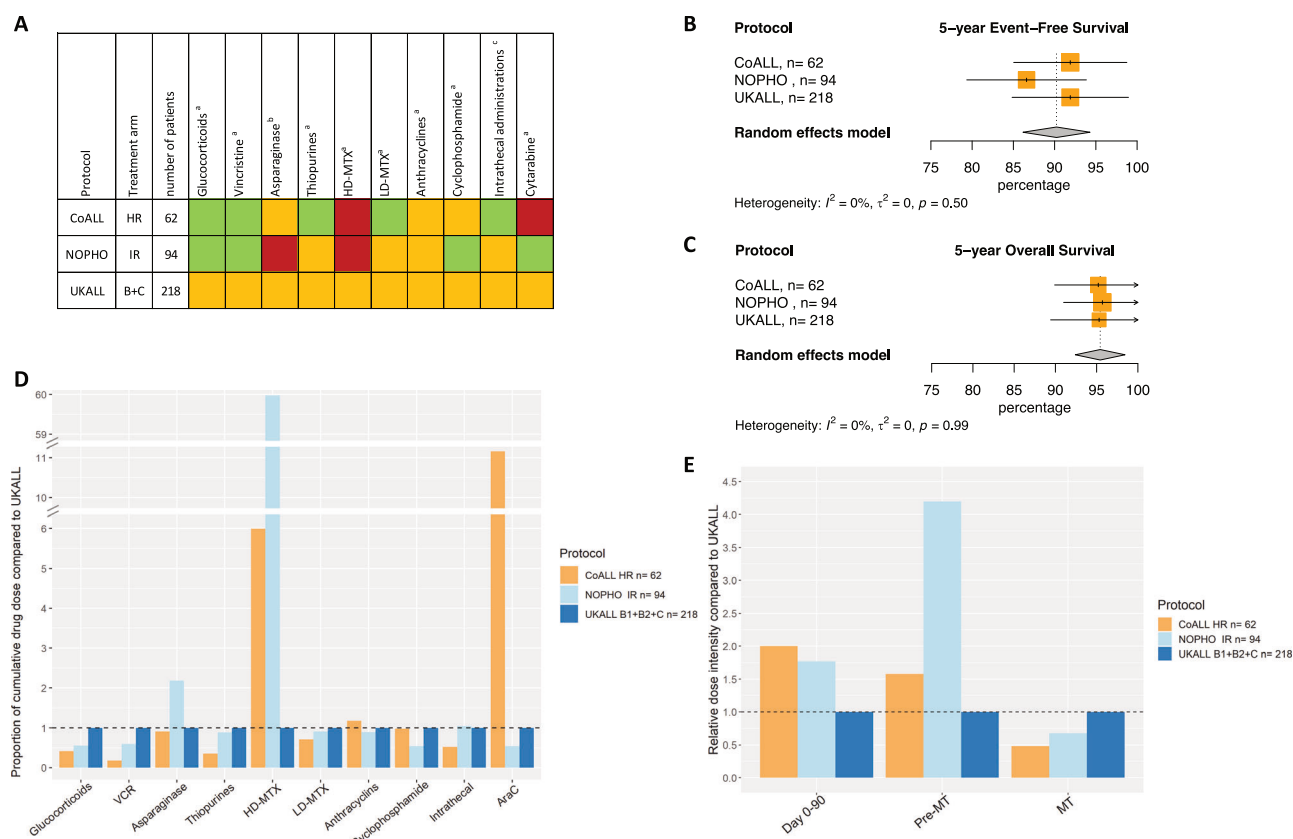 A
Protocol
Treatment arm
number of patients
Glucocorticoids a
Vincristine a
Asparaginase b
Thiopurines a
HD-MTX a
LD-MTX a
Anthracyclines a
Cyclophosphamide a
Intrathecal administrations c
Cytarabine a
CoALL HR 62
NOPHO IR 94
UKALL B+C 218
B
Protocol 5-year Event-Free Survival
CoALL, n= 62
NOPHO , n= 94
UKALL, n= 218
Random effects model
75 80 85 90 95 100
percentage
Heterogeneity: I² = 0%, τ² = 0, p = 0.50
C
Protocol 5-year Overall Survival
CoALL, n= 62
NOPHO , n= 94
UKALL, n= 218
Random effects model
75 80 85 90 95 100
percentage
Heterogeneity: I² = 0%, τ² = 0, p = 0.99
D
Proportion of cumulative drug dose compared to UKALL
60
59
11
10
6
5
4
3
2
1
0
Glucorticoids
VCR
Asparaginase
Thiopurines
HD-MTX
LD-MTX
Anthracyclins
Cyclophosphamide
Intrathecal
AraC
Protocol
CoALL HR n= 62
NOPHO IR n= 94
UKALL B1+B2+C n= 218
E
Relative dose intensity compared to UKALL
4.5
4.0
3.5
3.0
2.5
2.0
1.5
1.0
0.5
0.0
Day 0-90
Pre-MT
MT
Protocol
CoALL HR n= 62
NOPHO IR n= 94
UKALL B1+B2+C n= 218